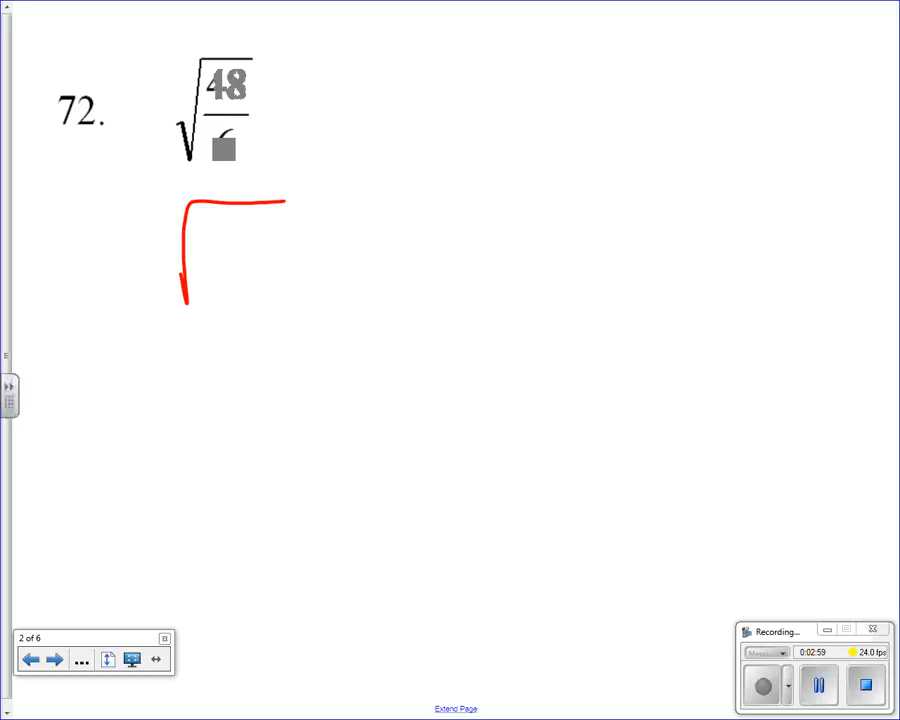 72.
√48
2 of 6
...
Recording...
0:02:59
24.0 fps
Extend Page